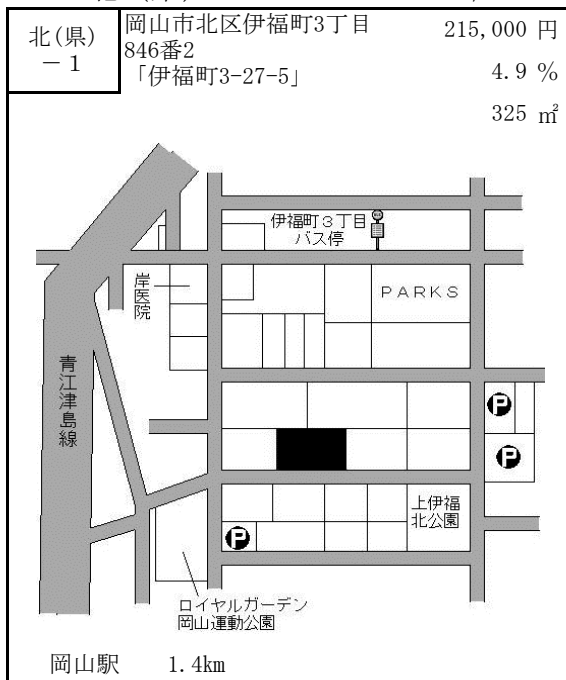 北(県)
－1
岡山市北区伊福町3丁目
846番2
「伊福町3-27-5」
215,000 円
4.9 %
325 ㎡
伊福町3丁目
バス停
岸医院
PARKS
青江津島線
P
P
上伊福
北公園
P
ロイヤルガーデン
岡山運動公園
岡山駅 1.4km